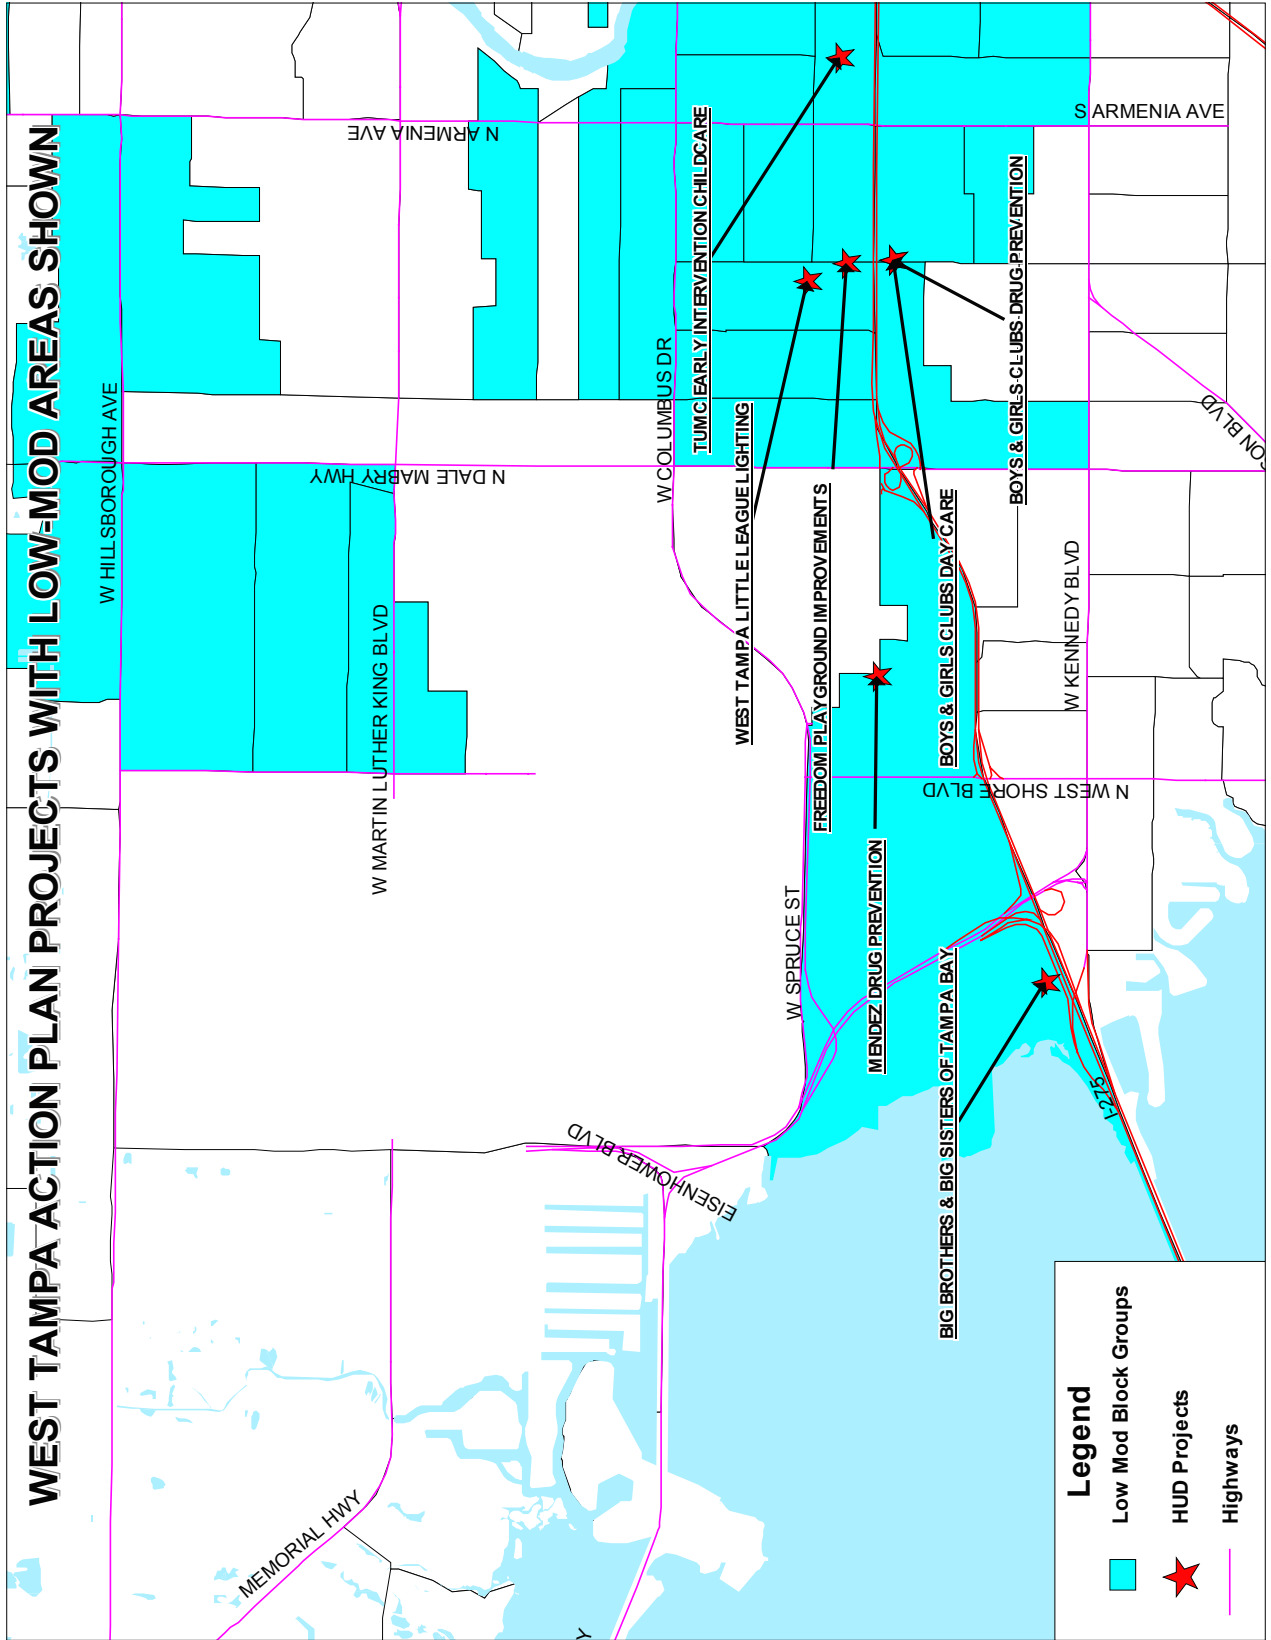 WEST TAMPA ACTION PLAN PROJECTS WITH LOW-MOD AREAS SHOWN
MEMORIAL HWY
W HILLSBOROUGH AVE
W MARTIN LUTHER KING BLVD
N DALE MABRY HWY
N ARMENIA AVE
EISENHOWER BLVD
W COLUMBUS DR
TUMC EARLY INTERVENTION CHILDCARE
WEST TAMPA LITTLE LEAGUE LIGHTING
W SPRUCE ST
FREEDOM PLAYGROUND IMPROVEMENTS
MENDEZ DRUG PREVENTION
BIG BROTHERS & BIG SISTERS OF TAMPA BAY
BOYS & GIRLS CLUBS DAY CARE
BOYS & GIRLS CLUBS DRUG PREVENTION
N WEST SHORE BLVD
W KENNEDY BLVD
S ARMENIA AVE
I-275
SON BLVD
Y
Legend
Low Mod Block Groups
HUD Projects
Highways